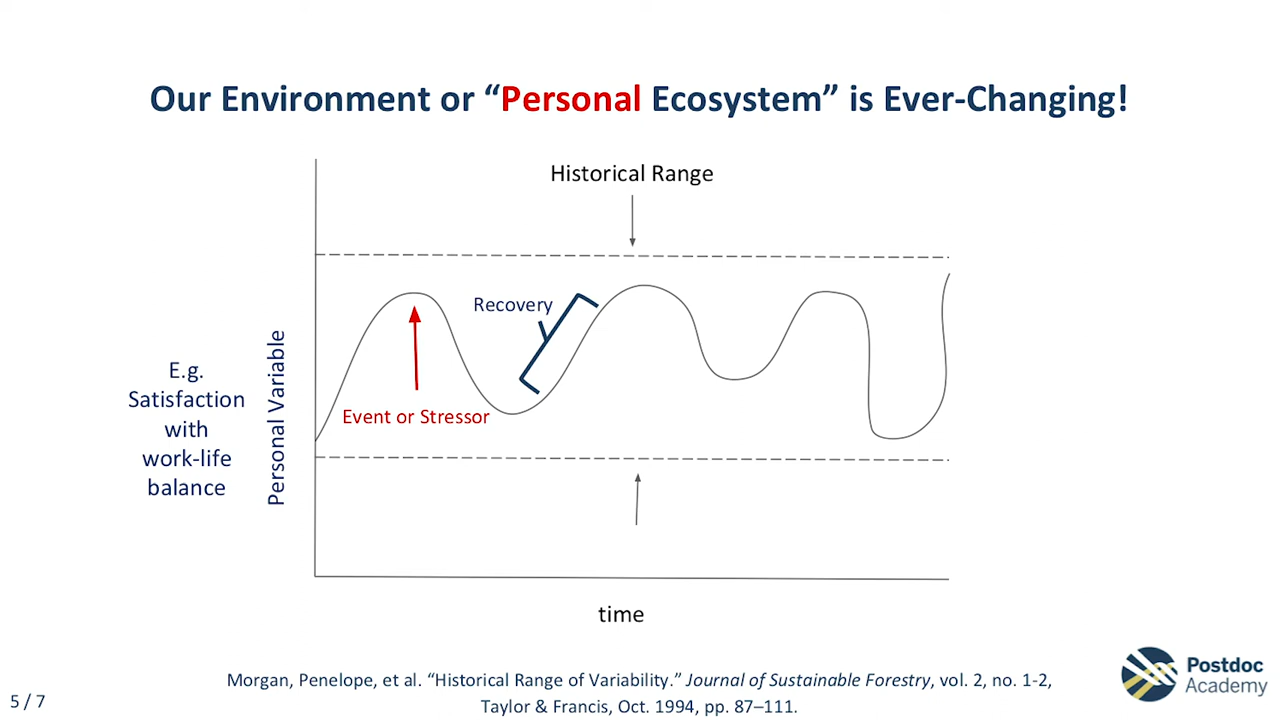 Our Environment or “Personal Ecosystem” is Ever-Changing!
Historical Range
Recovery
Event or Stressor
E.g.
Satisfaction
with
work-life
balance
Personal Variable
time
Morgan, Penelope, et al. “Historical Range of Variability.” Journal of Sustainable Forestry, vol. 2, no. 1-2,
Taylor & Francis, Oct. 1994, pp. 87–111.
5 / 7
Postdoc
Academy